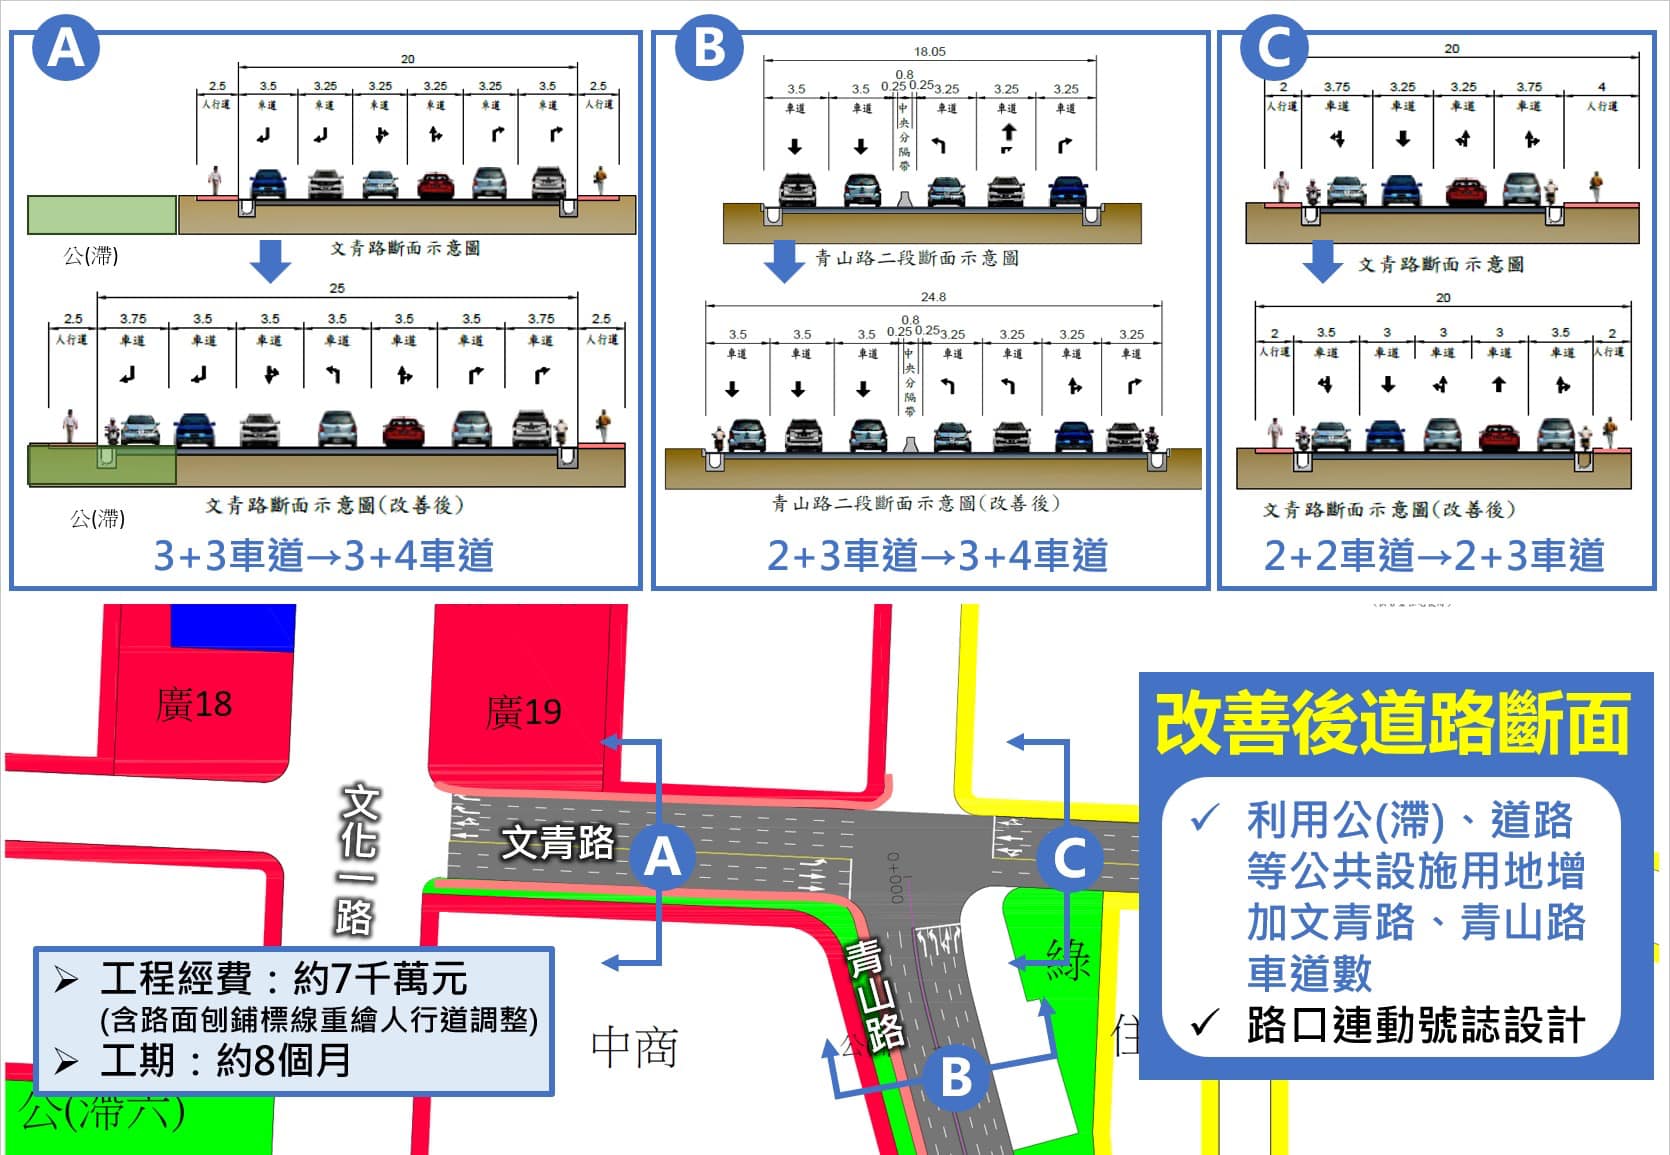 A
20
2.5 3.5 3.25 3.25 3.25 3.25 3.5 2.5
人行道 車道 車道 車道 車道 車道 車道 人行道
公(滯)
文青路斷面示意圖
25
2.5 3.75 3.5 3.5 3.5 3.5 3.5 3.75 2.5
人行道 車道 車道 車道 車道 車道 車道 車道 人行道
公(滯)
文青路斷面示意圖(改善後)
3+3車道→3+4車道
B
18.05
0.8
3.5 3.5 0.25 0.25 3.25 3.25 3.25
車道 車道 中央分隔帶 車道 車道 車道
青山路二段斷面示意圖
24.8
0.8
3.5 3.5 3.5 0.25 0.25 3.25 3.25 3.25 3.25
車道 車道 車道 中央分隔帶 車道 車道 車道 車道
青山路二段斷面示意圖(改善後)
2+3車道→3+4車道
C
20
2 3.75 3.25 3.25 3.75 4
人行道 車道 車道 車道 車道 人行道
文青路斷面示意圖
20
2 3.5 3 3 3 3.5 2
人行道 車道 車道 車道 車道 車道 人行道
文青路斷面示意圖(改善後)
2+2車道→2+3車道
廣18
廣19
文化一路
文青路
A
C
0+000
青山路
綠
B
中商
住
公(滯六)
工程經費：約7千萬元
(含路面刨鋪標線重繪人行道調整)
工期：約8個月
改善後道路斷面
利用公(滯)、道路
等公共設施用地增
加文青路、青山路
車道數
路口連動號誌設計